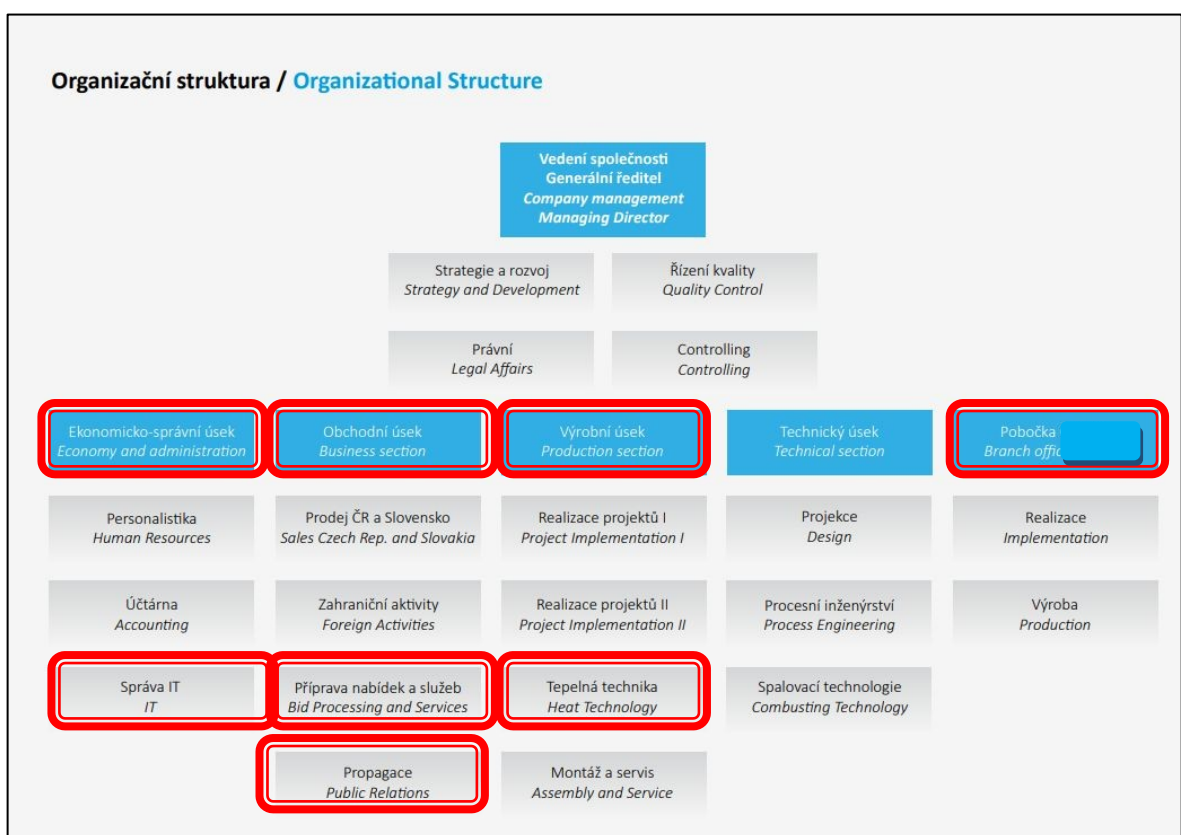 Organizační struktura / Organizational Structure
Vedení společnosti
Generální ředitel
Company management
Managing Director
Strategie a rozvoj
Strategy and Development
Řízení kvality
Quality Control
Právní
Legal Affairs
Controlling
Controlling
Ekonomicko-správní úsek
Economy and administration
Obchodní úsek
Business section
Výrobní úsek
Production section
Technický úsek
Technical section
Pobočka
Branch
Personalistika
Human Resources
Prodej ČR a Slovensko
Sales Czech Rep. and Slovakia
Realizace projektů I
Project Implementation I
Projekce
Design
Realizace
Implementation
Účtárna
Accounting
Zahraniční aktivity
Foreign Activities
Realizace projektů II
Project Implementation II
Procesní inženýrství
Process Engineering
Výroba
Production
Správa IT
IT
Příprava nabídek a služeb
Bid Processing and Services
Tepelná technika
Heat Technology
Spalovací technologie
Combusting Technology
Propagace
Public Relations
Montáž a servis
Assembly and Service